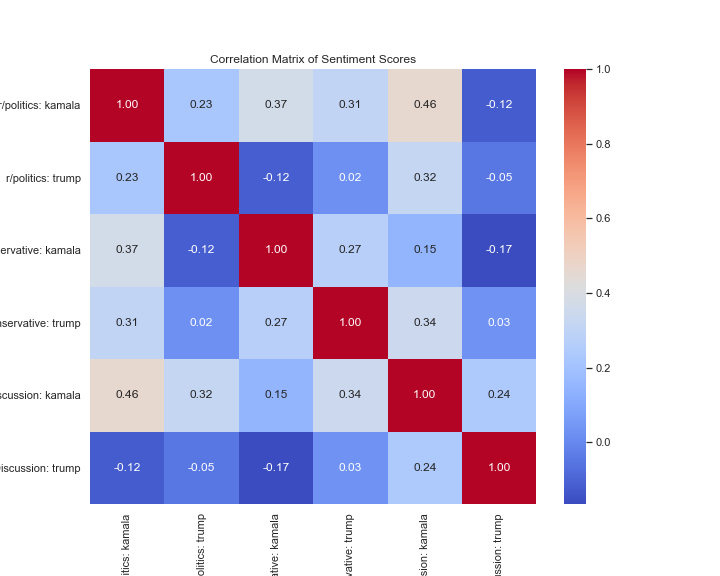 Correlation Matrix of Sentiment Scores
r/politics: kamala 1.00 0.23 0.37 0.31 0.46 -0.12
r/politics: trump 0.23 1.00 -0.12 0.02 0.32 -0.05
ervative: kamala 0.37 -0.12 1.00 0.27 0.15 -0.17
nservative: trump 0.31 0.02 0.27 1.00 0.34 0.03
scussion: kamala 0.46 0.32 0.15 0.34 1.00 0.24
iscussion: trump -0.12 -0.05 -0.17 0.03 0.24 1.00
itics: kamala
olitics: trump
ative: kamala
vative: trump
sion: kamala
ussion: trump
1.0
0.8
0.6
0.4
0.2
0.0